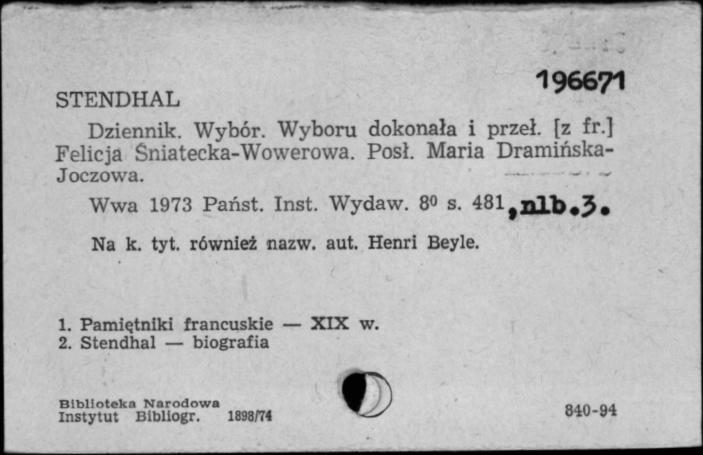 196671
STENDHAL
Dziennik. Wybór. Wyboru dokonała i przeł. [z fr.]
Felicja Śniatecka-Wowerowa. Posł. Maria Dramińska-
Joczowa.
Wwa 1973 Państ. Inst. Wydaw. 8⁰ s. 481, nlb.3.
Na k. tyt. również nazw. aut. Henri Beyle.
1. Pamiętniki francuskie — XIX w.
2. Stendhal — biografia
Biblioteka Narodowa
Instytut Bibliogr. 1898/74
840-94